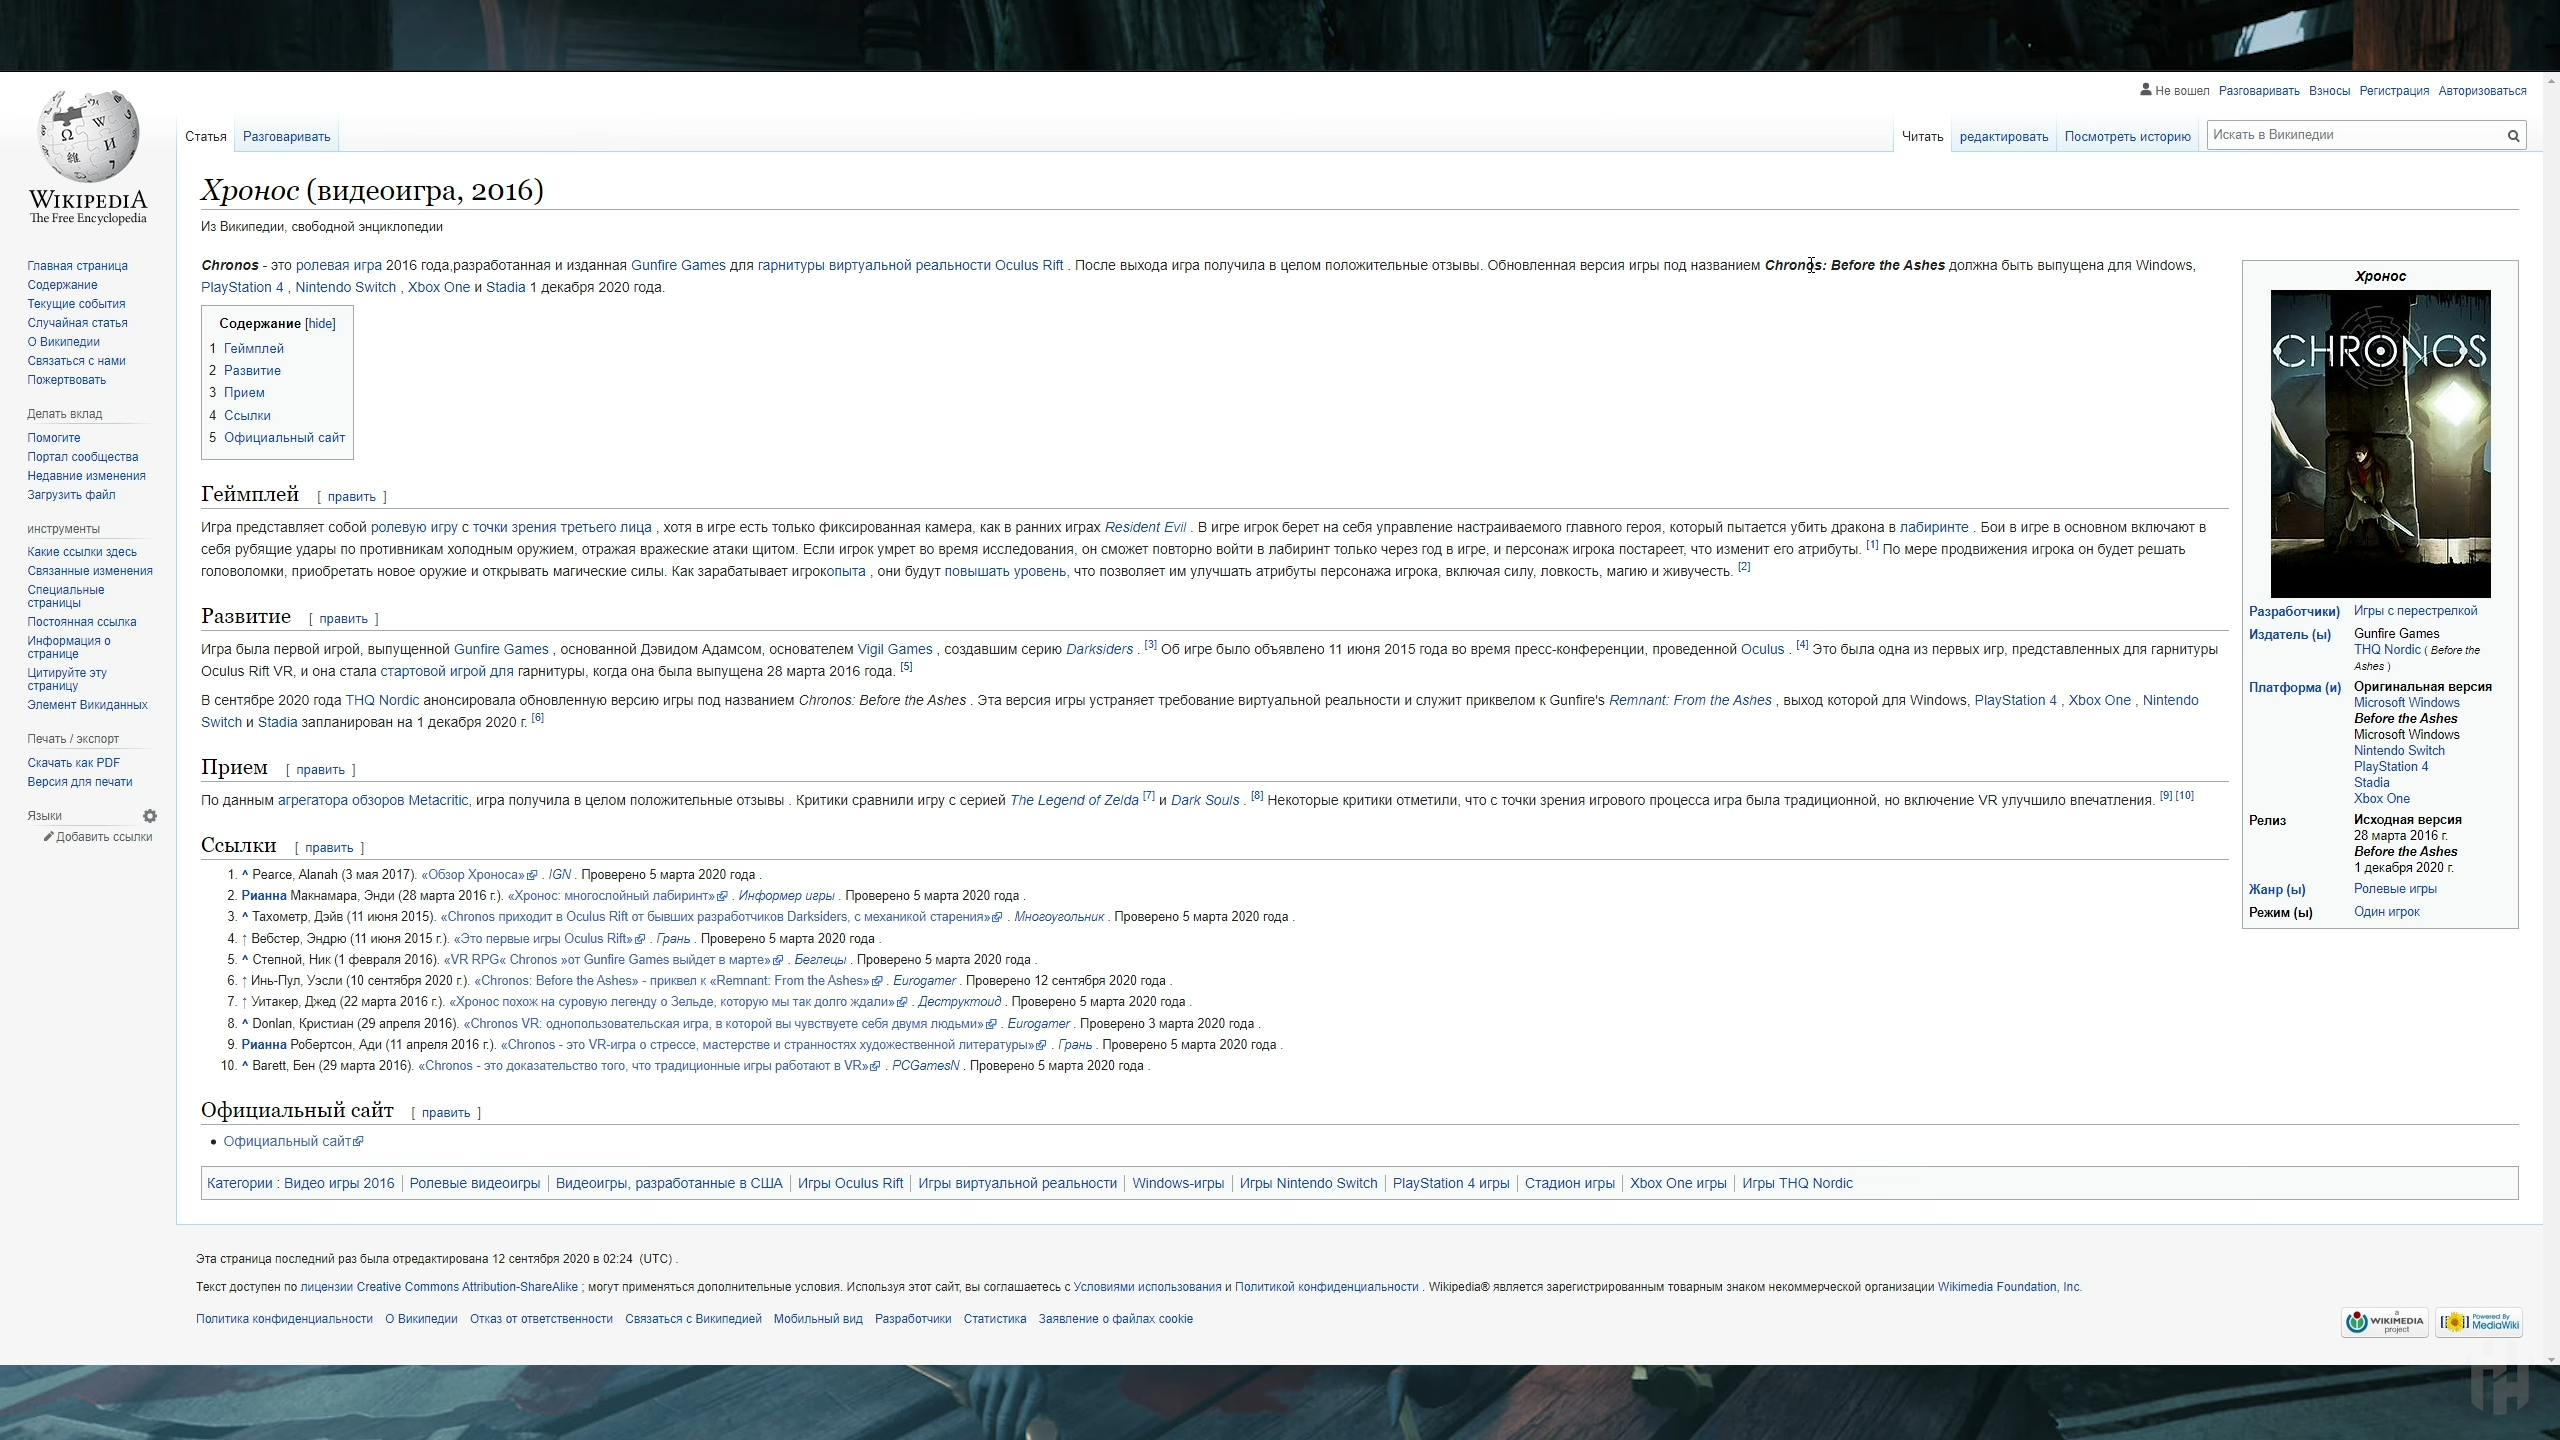 Не вошел Разговаривать Взносы Регистрация Авторизоваться
Статья Разговаривать
Читать редактировать Посмотреть историю Искать в Википедии
WIKIPEDIA
The Free Encyclopedia
Главная страница
Содержание
Текущие события
Случайная статья
О Википедии
Связаться с нами
Пожертвовать
Делать вклад
Помогите
Портал сообщества
Недавние изменения
Загрузить файл
инструменты
Какие ссылки здесь
Связанные изменения
Специальные
страницы
Постоянная ссылка
Информация о
странице
Цитируйте эту
страницу
Элемент Викиданных
Печать / экспорт
Скачать как PDF
Версия для печати
Языки
Добавить ссылки
Хронос (видеоигра, 2016)
Из Википедии, свободной энциклопедии
Chronos - это ролевая игра 2016 года,разработанная и изданная Gunfire Games для гарнитуры виртуальной реальности Oculus Rift . После выхода игра получила в целом положительные отзывы. Обновленная версия игры под названием Chronos: Before the Ashes должна быть выпущена для Windows,
PlayStation 4 , Nintendo Switch , Xbox One и Stadia 1 декабря 2020 года.
Содержание [hide]
1 Геймплей
2 Развитие
3 Прием
4 Ссылки
5 Официальный сайт
Геймплей [ править ]
Игра представляет собой ролевую игру с точки зрения третьего лица , хотя в игре есть только фиксированная камера, как в ранних играх Resident Evil . В игре игрок берет на себя управление настраиваемого главного героя, который пытается убить дракона в лабиринте . Бои в игре в основном включают в
себя рубящие удары по противникам холодным оружием, отражая вражеские атаки щитом. Если игрок умрет во время исследования, он сможет повторно войти в лабиринт только через год в игре, и персонаж игрока постареет, что изменит его атрибуты. [1] По мере продвижения игрока он будет решать
головоломки, приобретать новое оружие и открывать магические силы. Как зарабатывает игрокопыта , они будут повышать уровень, что позволяет им улучшать атрибуты персонажа игрока, включая силу, ловкость, магию и живучесть. [2]
Развитие [ править ]
Игра была первой игрой, выпущенной Gunfire Games , основанной Дэвидом Адамсом, основателем Vigil Games , создавшим серию Darksiders . [3] Об игре было объявлено 11 июня 2015 года во время пресс-конференции, проведенной Oculus . [4] Это была одна из первых игр, представленных для гарнитуры
Oculus Rift VR, и она стала стартовой игрой для гарнитуры, когда она была выпущена 28 марта 2016 года. [5]
В сентябре 2020 года THQ Nordic анонсировала обновленную версию игры под названием Chronos: Before the Ashes . Эта версия игры устраняет требование виртуальной реальности и служит приквелом к Gunfire's Remnant: From the Ashes , выход которой для Windows, PlayStation 4 , Xbox One , Nintendo
Switch и Stadia запланирован на 1 декабря 2020 г. [6]
Прием [ править ]
По данным агрегатора обзоров Metacritic, игра получила в целом положительные отзывы . Критики сравнили игру с серией The Legend of Zelda [7] и Dark Souls . [8] Некоторые критики отметили, что с точки зрения игрового процесса игра была традиционной, но включение VR улучшило впечатления. [9] [10]
Ссылки [ править ]
1. ^ Pearce, Alanah (3 мая 2017). «Обзор Хроноса» . IGN . Проверено 5 марта 2020 года .
2. Рианна Макнамара, Энди (28 марта 2016 г.). «Хронос: многослойный лабиринт» . Информер игры . Проверено 5 марта 2020 года .
3. ^ Тахометр, Дэйв (11 июня 2015). «Chronos приходит в Oculus Rift от бывших разработчиков Darksiders, с механикой старения» . Многоугольник . Проверено 5 марта 2020 года .
4. ↑ Вебстер, Эндрю (11 июня 2015 г.). «Это первые игры Oculus Rift» . Грань . Проверено 5 марта 2020 года .
5. ^ Степной, Ник (1 февраля 2016). «VR RPG« Chronos »от Gunfire Games выйдет в марте» . Беглецы . Проверено 5 марта 2020 года .
6. ↑ Инь-Пул, Уэсли (10 сентября 2020 г.). «Chronos: Before the Ashes» - приквел к «Remnant: From the Ashes» . Eurogamer . Проверено 12 сентября 2020 года .
7. ↑ Уитакер, Джед (22 марта 2016 г.). «Хронос похож на суровую легенду о Зельде, которую мы так долго ждали» . Деструктоид . Проверено 5 марта 2020 года .
8. ^ Donlan, Кристиан (29 апреля 2016). «Chronos VR: однопользовательская игра, в которой вы чувствуете себя двумя людьми» . Eurogamer . Проверено 3 марта 2020 года .
9. Рианна Робертсон, Ади (11 апреля 2016 г.). «Chronos - это VR-игра о стрессе, мастерстве и странностях художественной литературы» . Грань . Проверено 5 марта 2020 года .
10. ^ Barett, Бен (29 марта 2016). «Chronos - это доказательство того, что традиционные игры работают в VR» . PCGamesN . Проверено 5 марта 2020 года .
Официальный сайт [ править ]
Официальный сайт
Хронос
CHRONOS
Разработчики) Игры с перестрелкой
Издатель (ы) Gunfire Games
THQ Nordic ( Before the
Ashes )
Платформа (и) Оригинальная версия
Microsoft Windows
Before the Ashes
Microsoft Windows
Nintendo Switch
PlayStation 4
Stadia
Xbox One
Релиз Исходная версия
28 марта 2016 г.
Before the Ashes
1 декабря 2020 г.
Жанр (ы) Ролевые игры
Режим (ы) Один игрок
Категории : Видео игры 2016 Ролевые видеоигры Видеоигры, разработанные в США Игры Oculus Rift Игры виртуальной реальности Windows-игры Игры Nintendo Switch PlayStation 4 игры Стадион игры Xbox One игры Игры THQ Nordic
Эта страница последний раз была отредактирована 12 сентября 2020 в 02:24 (UTC) .
Текст доступен по лицензии Creative Commons Attribution-ShareAlike ; могут применяться дополнительные условия. Используя этот сайт, вы соглашаетесь с Условиями использования и Политикой конфиденциальности . Wikipedia® является зарегистрированным товарным знаком некоммерческой организации Wikimedia Foundation, Inc.
Политика конфиденциальности О Википедии Отказ от ответственности Связаться с Википедией Мобильный вид Разработчики Статистика Заявление о файлах cookie
a
WIKIMEDIA
project
Powered By
MediaWiki